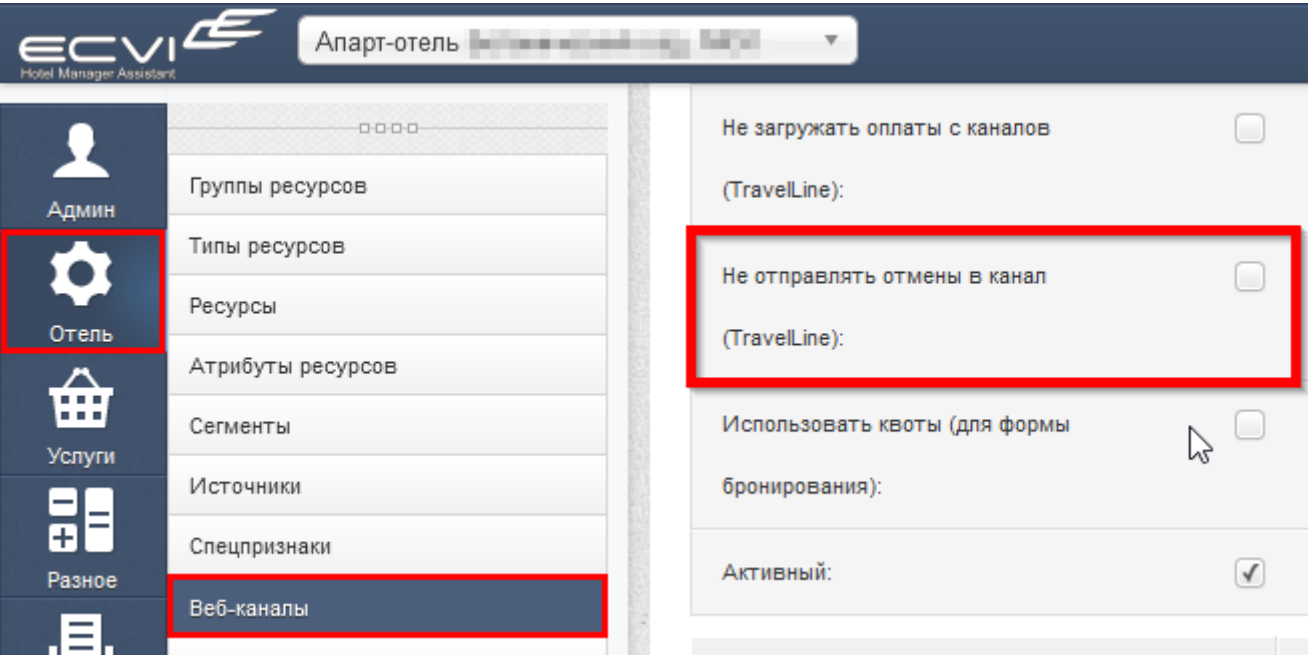 ECVI
Hotel Manager Assistant
Апарт-отель
Админ
Отель
Услуги
Разное
Группы ресурсов
Типы ресурсов
Ресурсы
Атрибуты ресурсов
Сегменты
Источники
Спецпризнаки
Веб-каналы
Не загружать оплаты с каналов
(TravelLine):
Не отправлять отмены в канал
(TravelLine):
Использовать квоты (для формы
бронирования):
Активный: